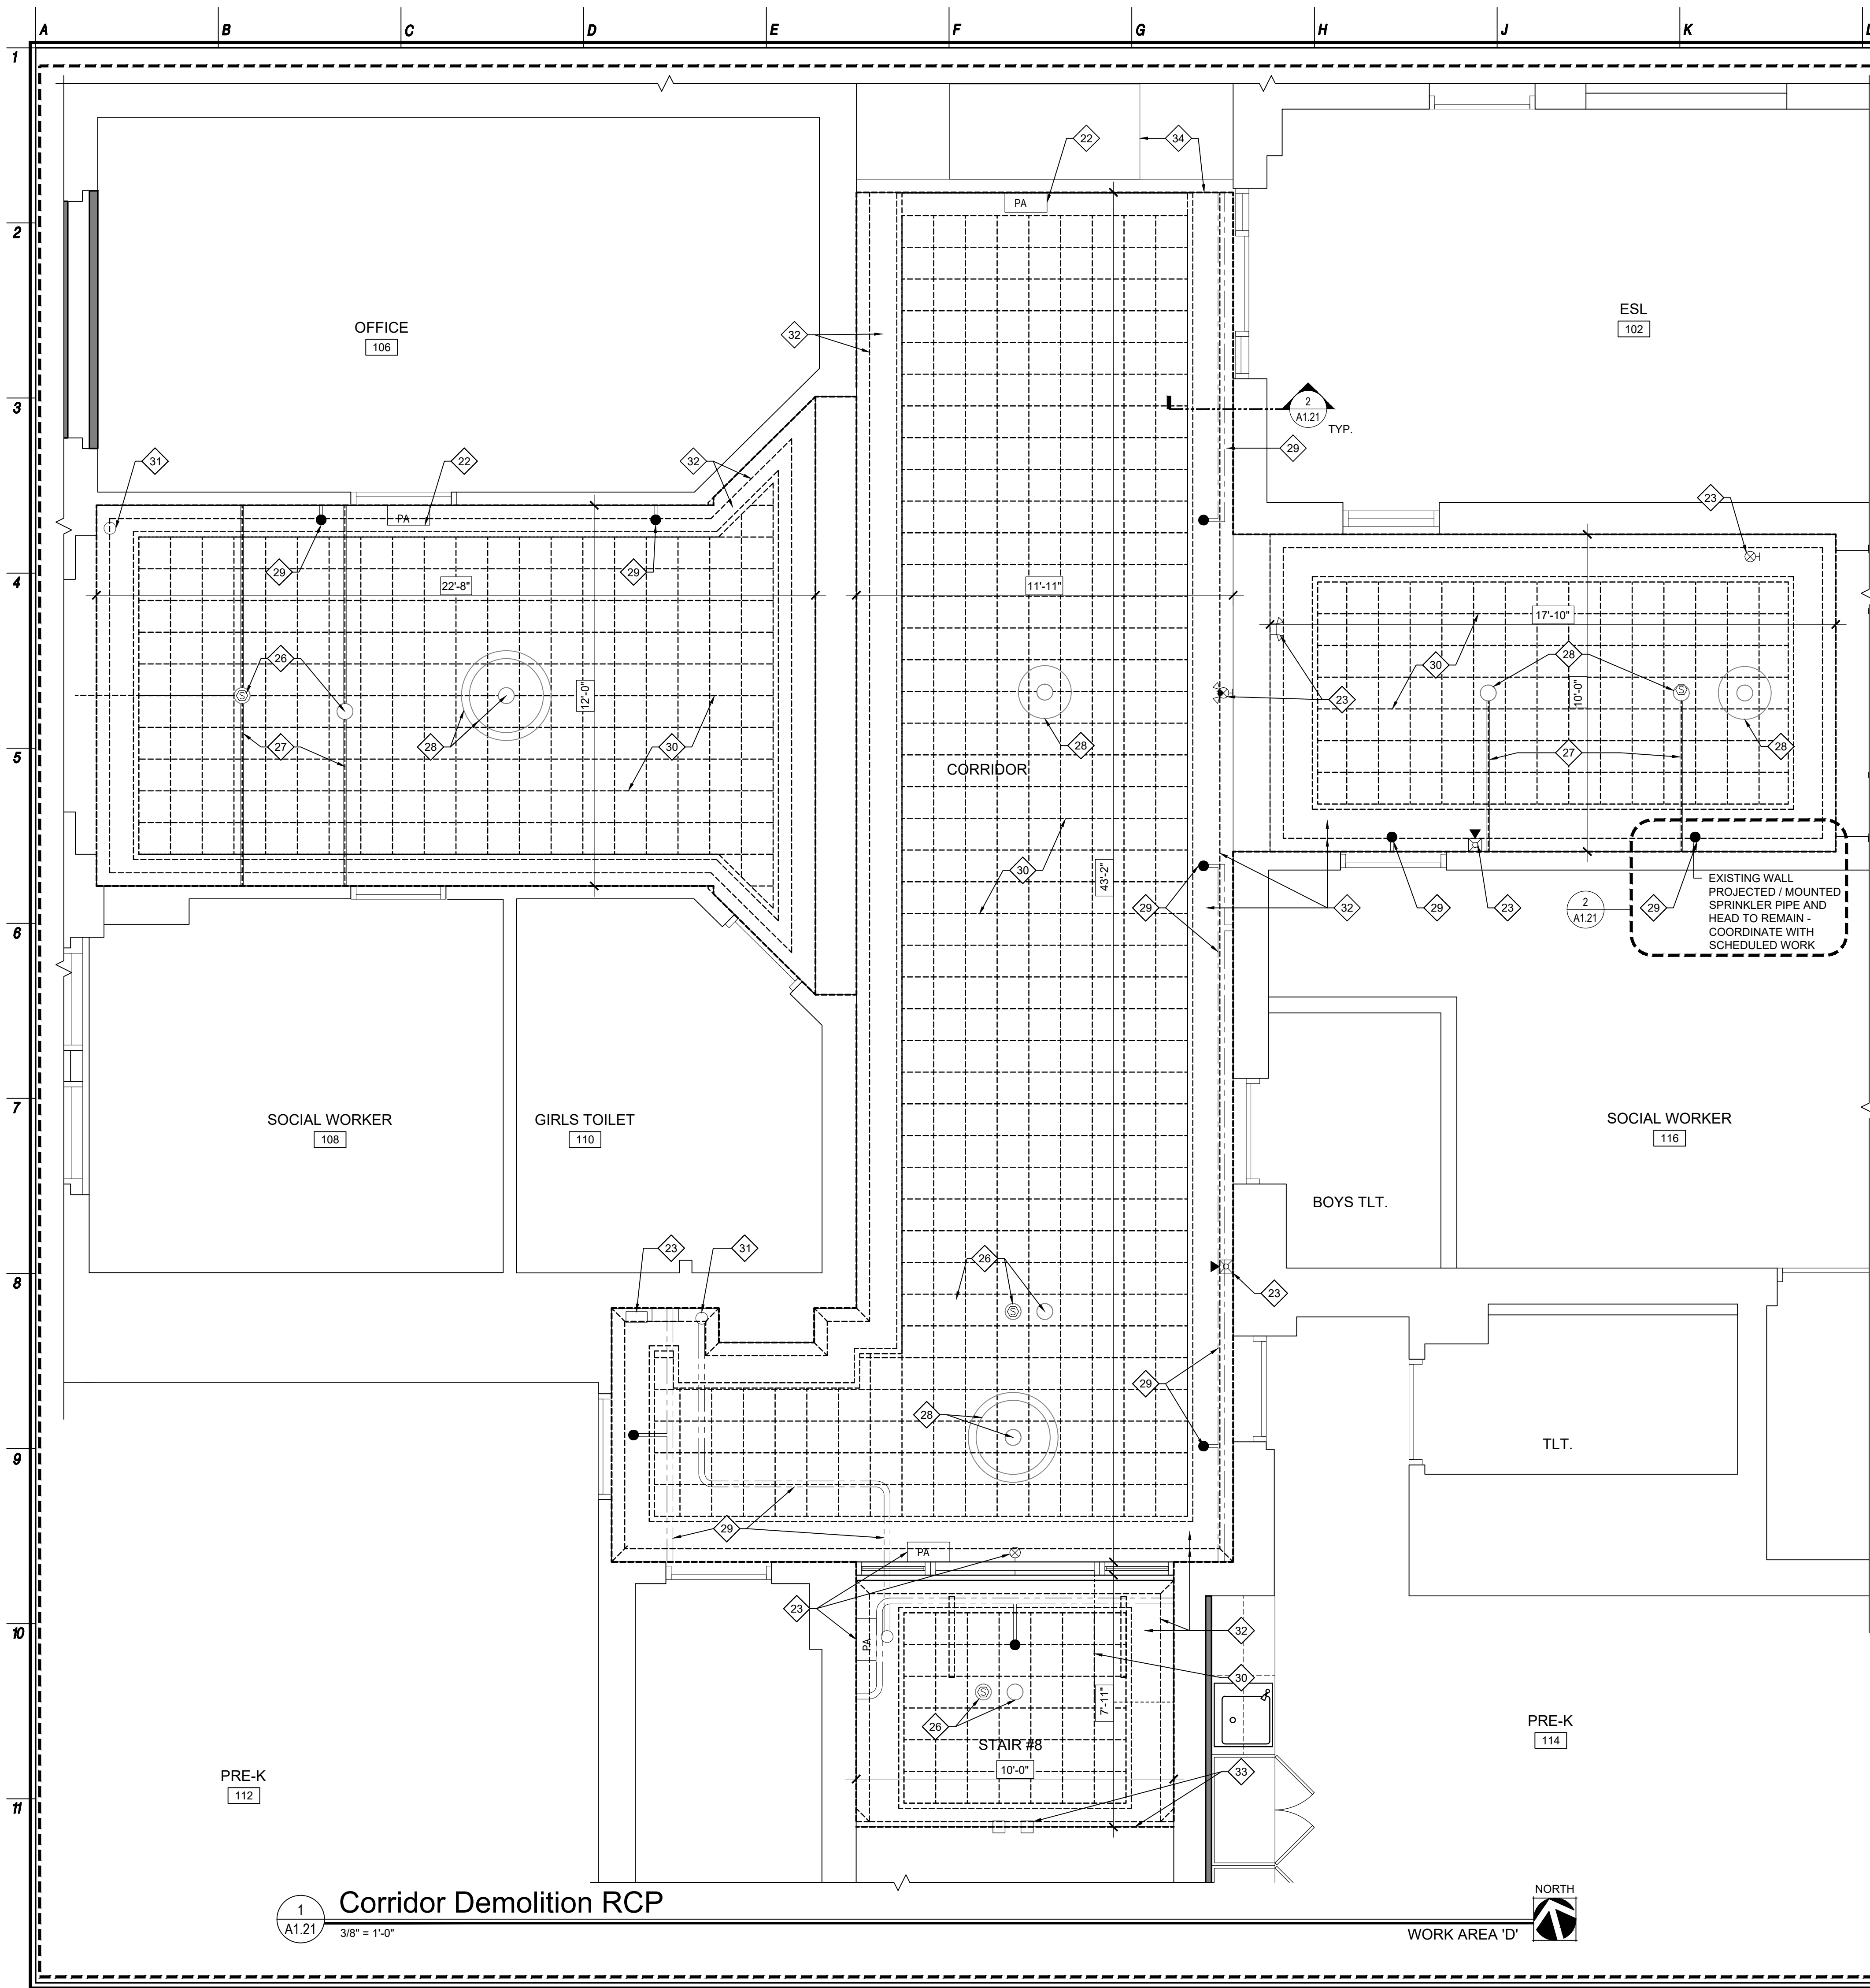 A B C D E F G H J K
1
22
34
PA
2
OFFICE
106
32
ESL
102
3
2
A1.21
TYP.
31
22
32
29
23
PA
29
29
4
22'-8"
11'-11"
17'-10"
26
S
12'-0"
30
28
S
10'-0"
23
27
28
30
28
27
28
5
CORRIDOR
30
43'-2"
29
32
29
23
2
A1.21
29
EXISTING WALL
PROJECTED / MOUNTED
SPRINKLER PIPE AND
HEAD TO REMAIN -
COORDINATE WITH
SCHEDULED WORK
6
7
SOCIAL WORKER
108
GIRLS TOILET
110
SOCIAL WORKER
116
BOYS TLT.
23
31
26
8
23
S
29
28
TLT.
9
29
PA
23
10
PA
32
30
S
7'-11"
26
STAIR #8
PRE-K
114
10'-0"
33
PRE-K
112
11
1
A1.21
Corridor Demolition RCP
3/8" = 1'-0"
NORTH
WORK AREA 'D'